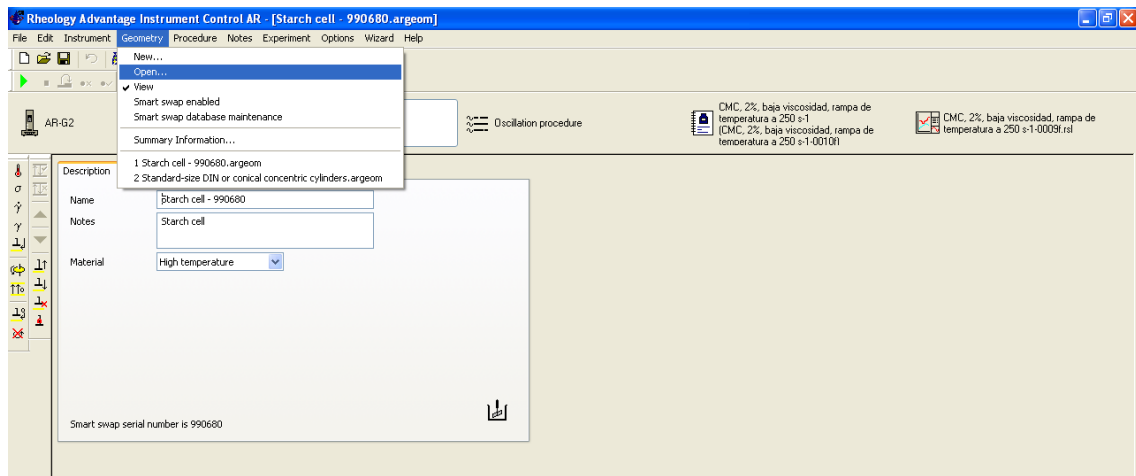 Rheology Advantage Instrument Control AR - [Starch cell - 990680.argeom]
File Edit Instrument Geometry Procedure Notes Experiment Options Wizard Help
New...
Open...
View
Smart swap enabled
Smart swap database maintenance
Summary Information...
1 Starch cell - 990680.argeom
2 Standard-size DIN or conical concentric cylinders.argeom
AR-G2
Oscillation procedure
CMC, 2%, baja viscosidad, rampa de
temperatura a 250 s-1
(CMC, 2%, baja viscosidad, rampa de
temperatura a 250 s-1-0010f)
CMC, 2%, baja viscosidad, rampa de
temperatura a 250 s-1-0009f.rsl
Description
Name
Starch cell - 990680
Notes
Starch cell
Material
High temperature
Smart swap serial number is 990680